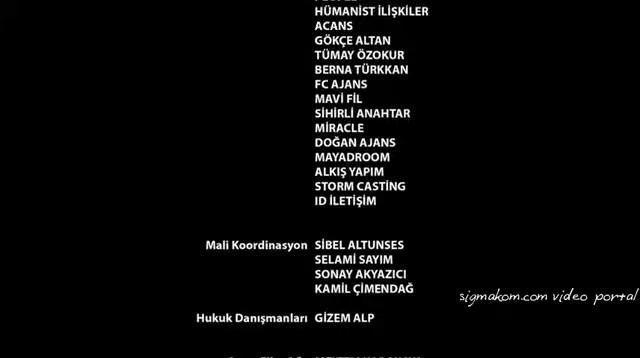 HÜMANİST İLİŞKİLER
ACANS
GÖKÇE ALTAN
TÜMAY ÖZOKUR
BERNA TÜRKKAN
FC AJANS
MAVİ FİL
SİHİRLİ ANAHTAR
MİRACLE
DOĞAN AJANS
MAYADROOM
ALKIŞ YAPIM
STORM CASTİNG
ID İLETİŞİM
Mali Koordinasyon SİBEL ALTUNSES
SELAMİ SAYIM
SONAY AKYAZICI
KAMİL ÇİMENDAĞ
sigmakom.com video portal
Hukuk Danışmanları GİZEM ALP